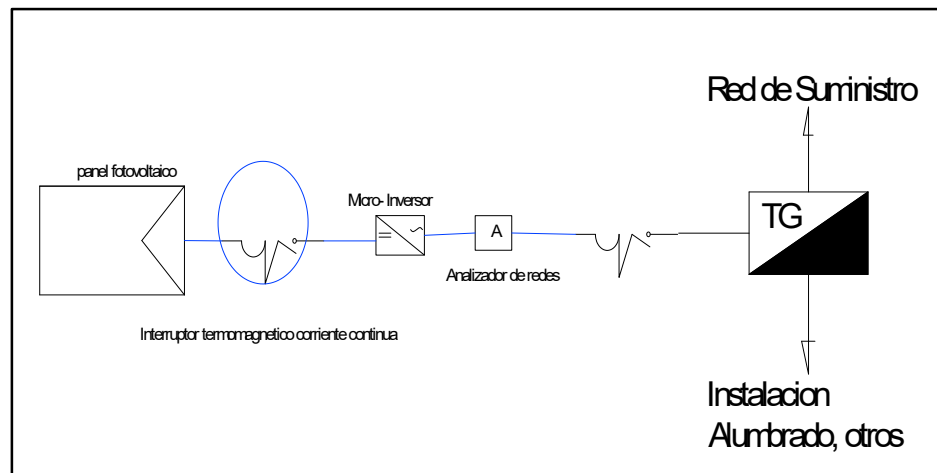 Red de Suministro
panel fotovoltaico
Micro- Inversor
TG
A
Analizador de redes
Interruptor termomagnetico corriente continua
Instalacion
Alumbrado, otros